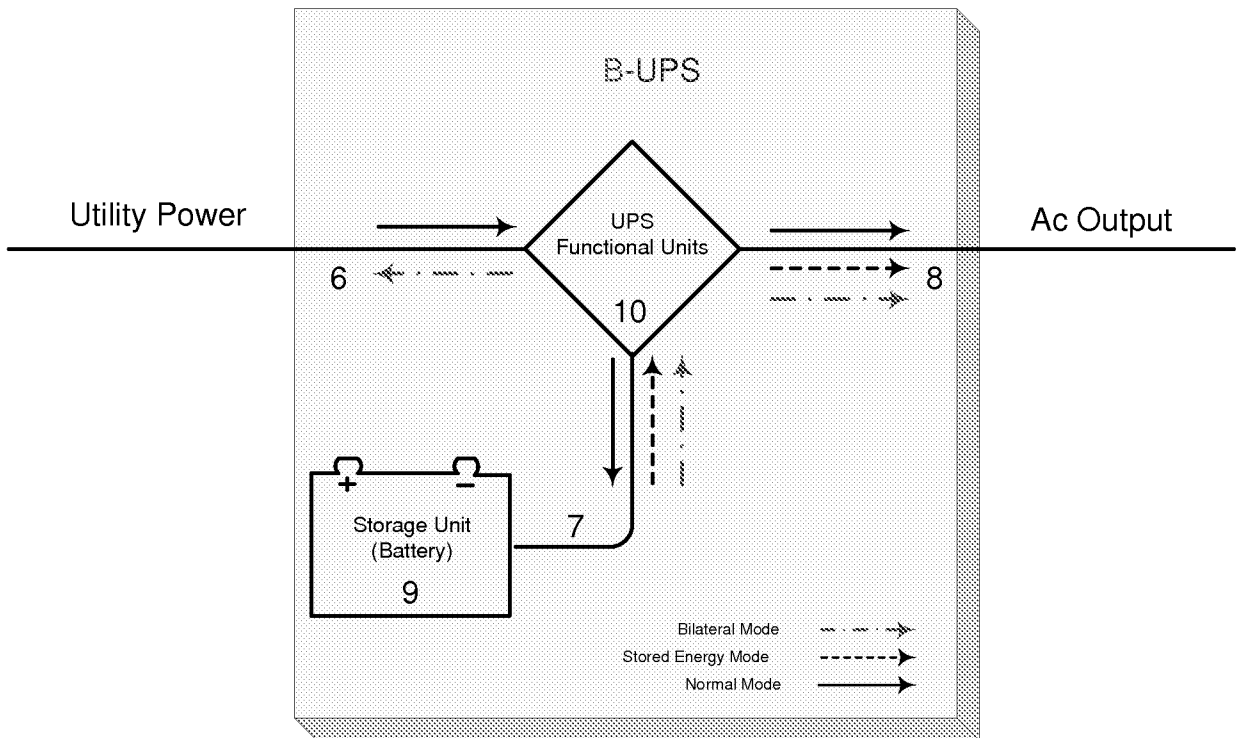 B-UPS
Utility Power
Ac Output
UPS
Functional Units
6
8
10
+
−
Storage Unit
(Battery)
7
9
Bilateral Mode
Stored Energy Mode
Normal Mode